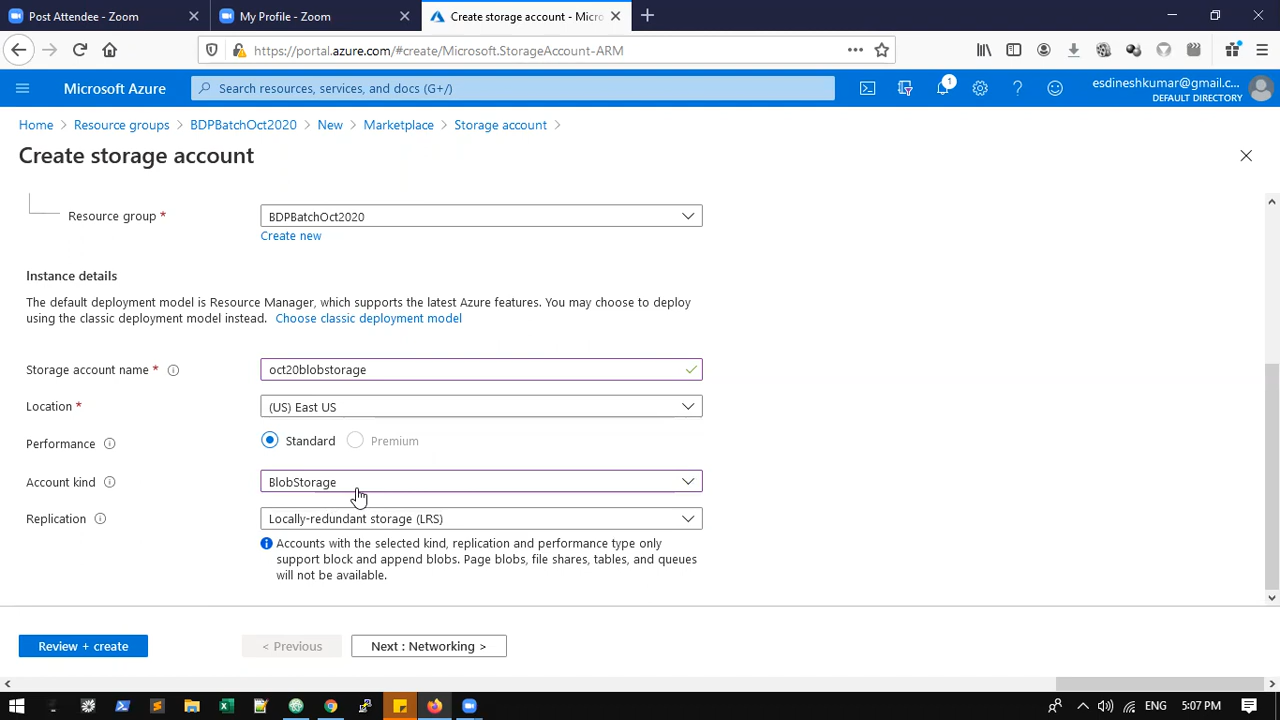 Post Attendee - Zoom
My Profile - Zoom
Create storage account - Micro
https://portal.azure.com/#create/Microsoft.StorageAccount-ARM
Microsoft Azure
Search resources, services, and docs (G+/)
1
esdineshkumar@gmail.c...
DEFAULT DIRECTORY
Home > Resource groups > BDPBatchOct2020 > New > Marketplace > Storage account >
Create storage account
Resource group *
BDPBatchOct2020
Create new
Instance details
The default deployment model is Resource Manager, which supports the latest Azure features. You may choose to deploy
using the classic deployment model instead. Choose classic deployment model
Storage account name *
oct20blobstorage
Location *
(US) East US
Performance
Standard
Premium
Account kind
BlobStorage
Replication
Locally-redundant storage (LRS)
Accounts with the selected kind, replication and performance type only
support block and append blobs. Page blobs, file shares, tables, and queues
will not be available.
Review + create
< Previous
Next : Networking >
ENG
5:07 PM